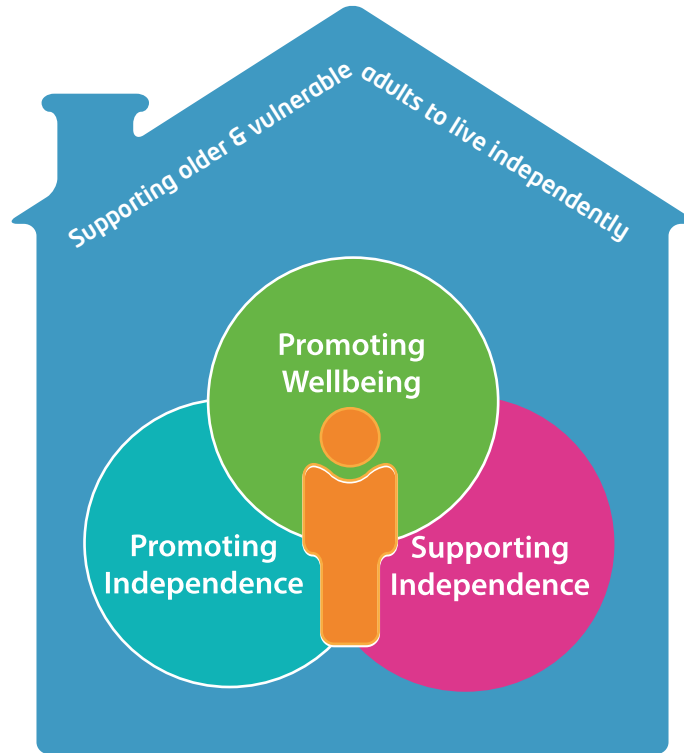 Supporting older & vulnerable adults to live independently
Promoting
Wellbeing
Promoting
Independence
Supporting
Independence